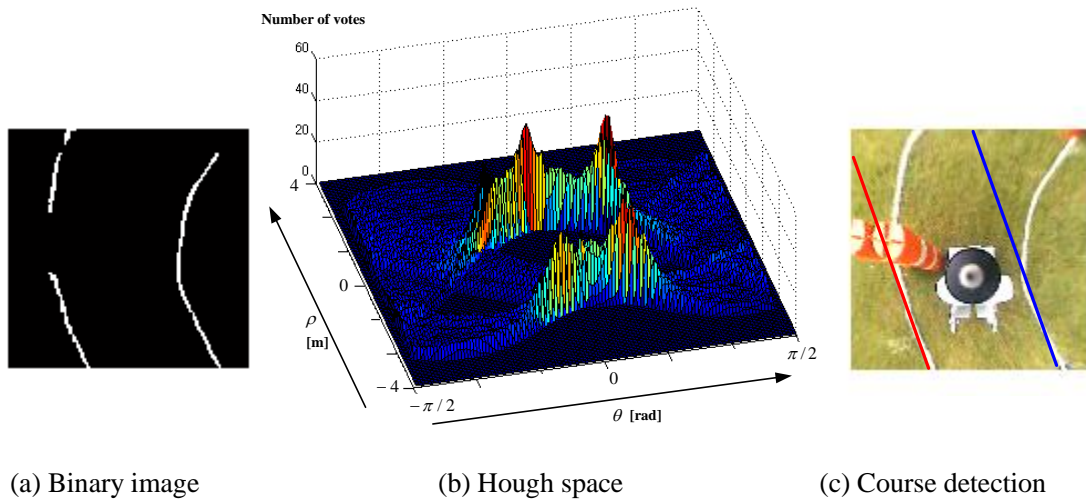 Number of votes
60
40
20
0
4
0
ρ
[m]
−4
−π / 2
0
π / 2
θ [rad]
(a) Binary image
(b) Hough space
(c) Course detection